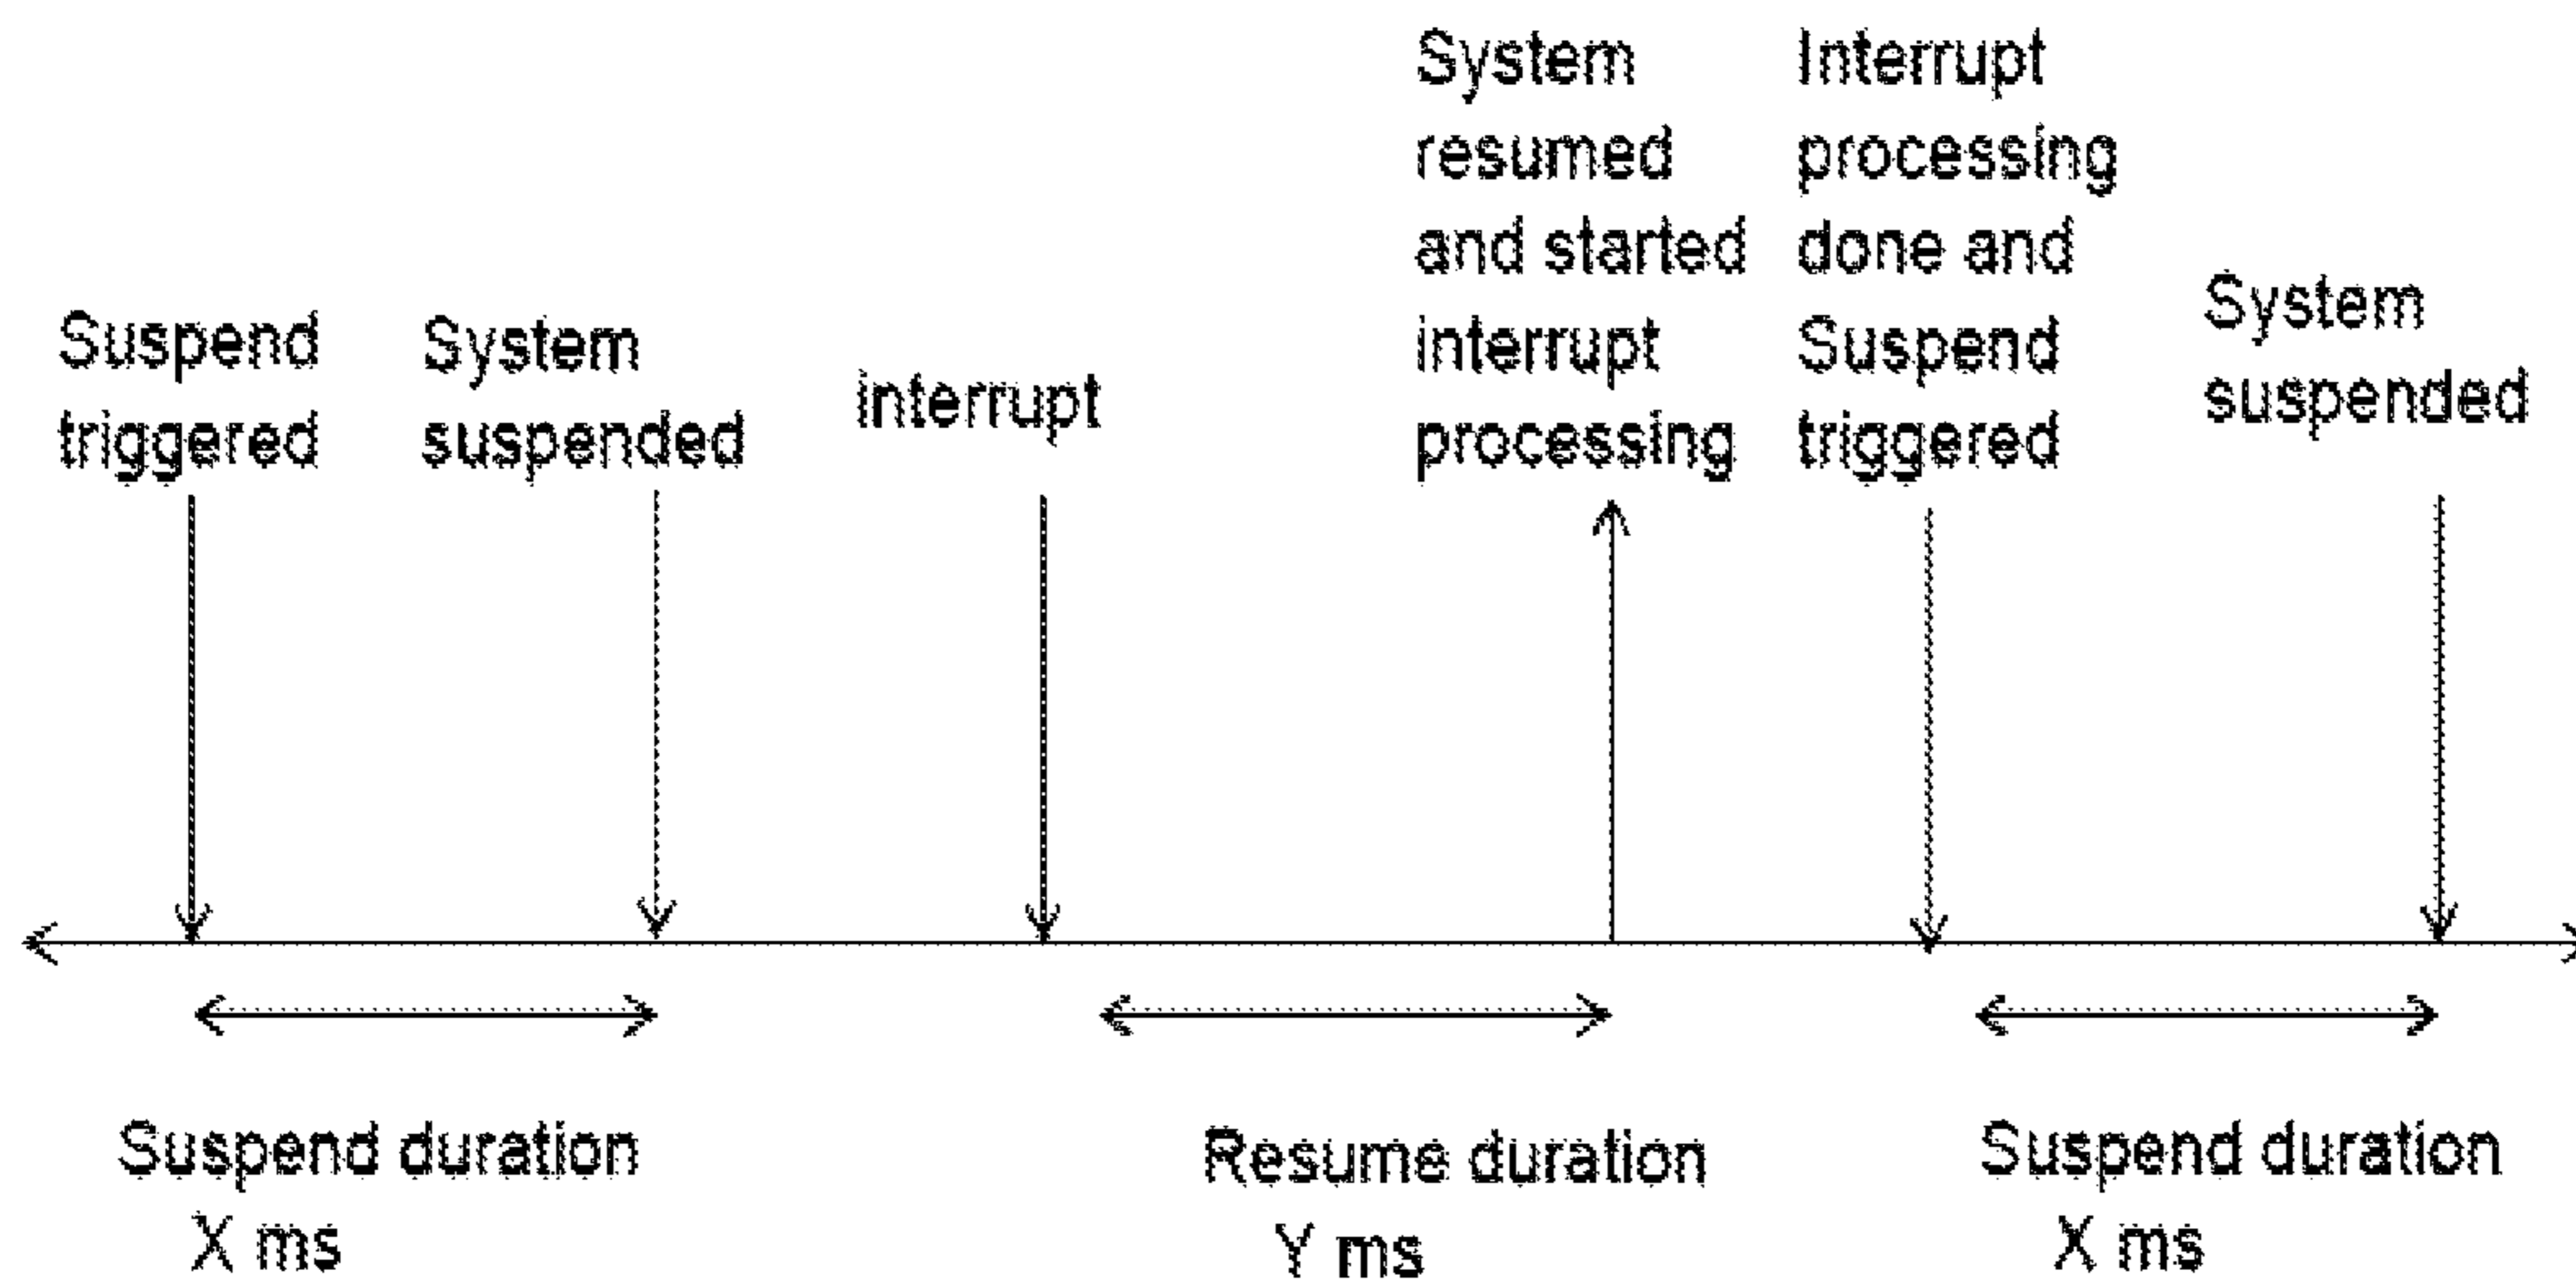 Suspend
triggered
System
suspended
interrupt
System
resumed
and started
interrupt
processing
Interrupt
processing
done and
Suspend
triggered
System
suspended
Suspend duration
X ms
Resume duration
Y ms
Suspend duration
X ms